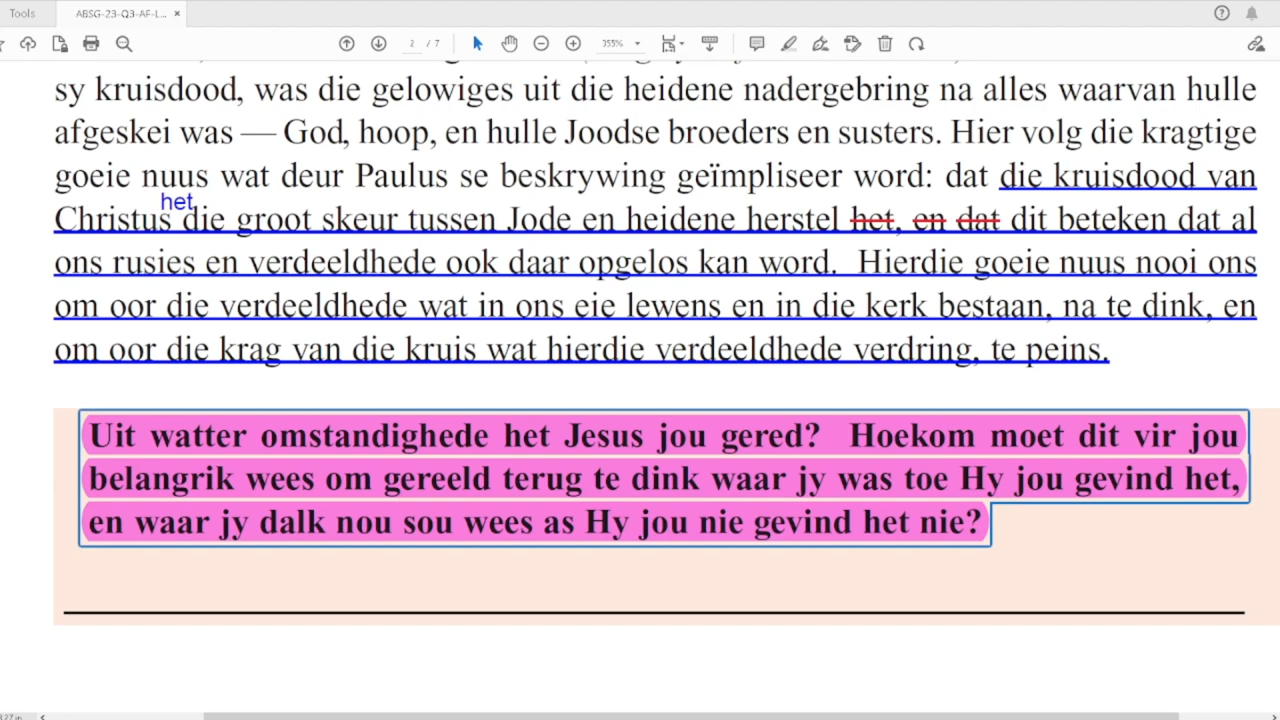 Tools
ABSG-23-Q3-AF-L... ×
2 / 7
355%
sy kruisdood, was die gelowiges uit die heidene nadergebring na alles waarvan hulle
afgeskei was — God, hoop, en hulle Joodse broeders en susters. Hier volg die kragtige
goeie nuus wat deur Paulus se beskrywing geïmpliseer word: dat die kruisdood van
het
Christus die groot skeur tussen Jode en heidene herstel het, en dat dit beteken dat al
ons rusies en verdeeldhede ook daar opgelos kan word. Hierdie goeie nuus nooi ons
om oor die verdeeldhede wat in ons eie lewens en in die kerk bestaan, na te dink, en
om oor die krag van die kruis wat hierdie verdeeldhede verdring, te peins.
Uit watter omstandighede het Jesus jou gered? Hoekom moet dit vir jou
belangrik wees om gereeld terug te dink waar jy was toe Hy jou gevind het,
en waar jy dalk nou sou wees as Hy jou nie gevind het nie?